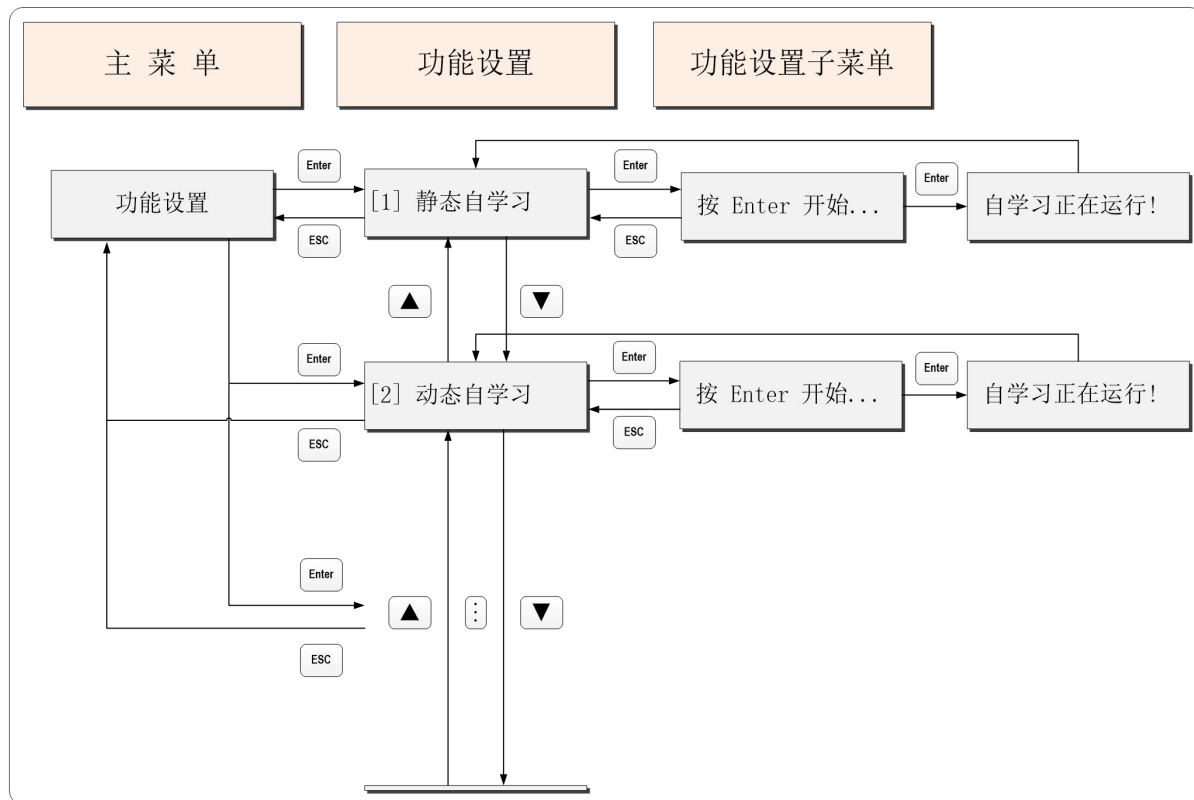 主 菜 单
功能设置
功能设置子菜单
Enter
Enter
Enter
功能设置
[1] 静态自学习
按 Enter 开始...
自学习正在运行!
ESC
ESC
▲
▼
Enter
Enter
Enter
[2] 动态自学习
按 Enter 开始...
自学习正在运行!
ESC
ESC
Enter
▲
⋮
▼
ESC